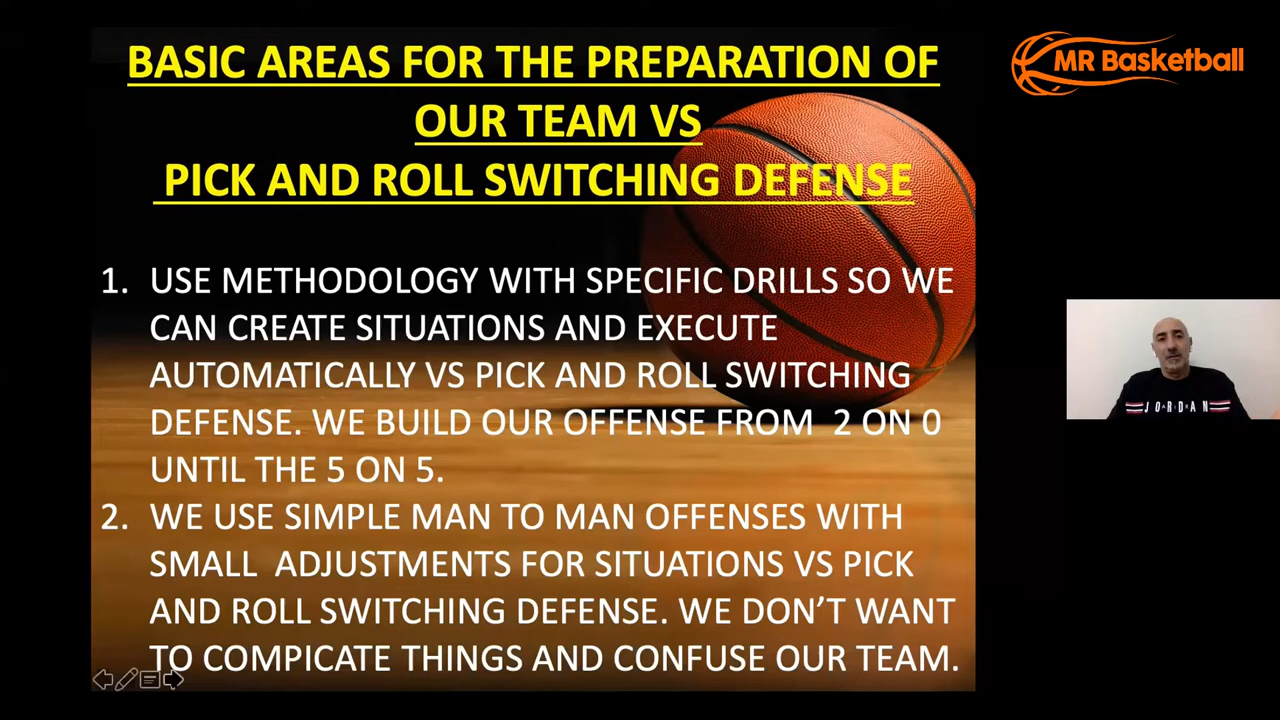 BASIC AREAS FOR THE PREPARATION OF
OUR TEAM VS
PICK AND ROLL SWITCHING DEFENSE
MR Basketball
1. USE METHODOLOGY WITH SPECIFIC DRILLS SO WE
CAN CREATE SITUATIONS AND EXECUTE
AUTOMATICALLY VS PICK AND ROLL SWITCHING
DEFENSE. WE BUILD OUR OFFENSE FROM 2 ON 0
UNTIL THE 5 ON 5.
2. WE USE SIMPLE MAN TO MAN OFFENSES WITH
SMALL ADJUSTMENTS FOR SITUATIONS VS PICK
AND ROLL SWITCHING DEFENSE. WE DON’T WANT
TO COMPICATE THINGS AND CONFUSE OUR TEAM.
JORDAN